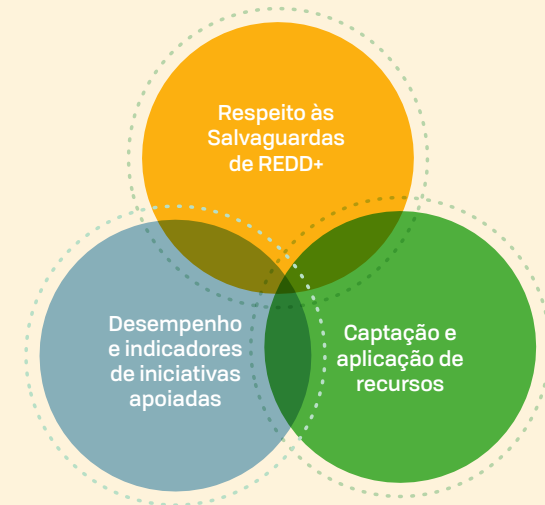 Respeito às
Salvaguardas
de REDD+
Desempenho
e indicadores
de iniciativas
apoiadas
Captação e
aplicação de
recursos